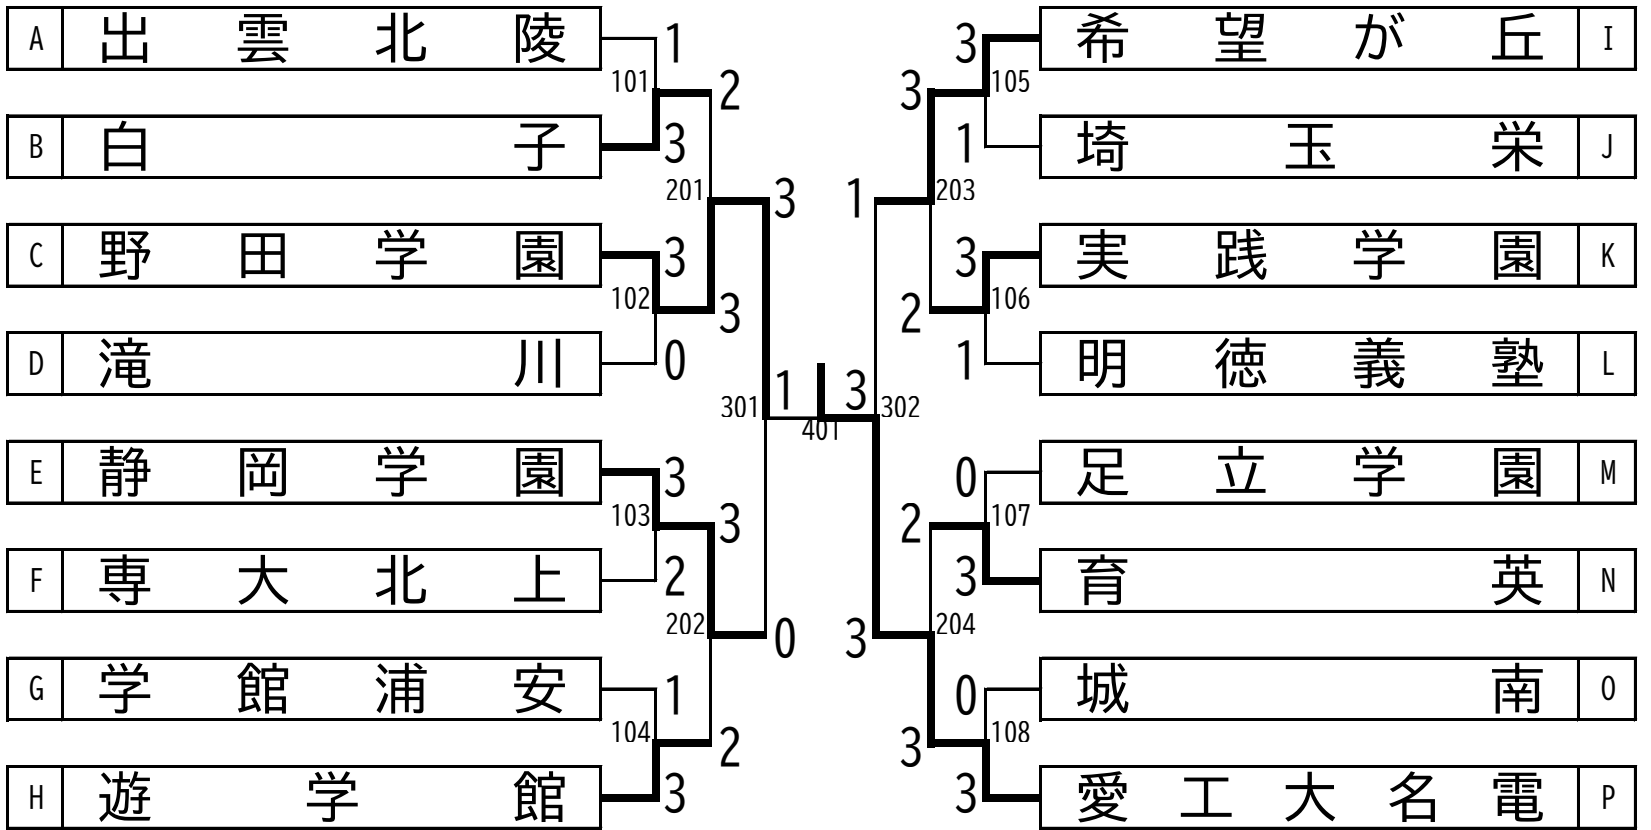 A 出雲北陵 1 3 希望が丘 I
101 2 3 105
B 白子 3 1 埼玉栄 J
201 3 1 203
C 野田学園 3 3 実践学園 K
102 3 2 106
D 滝川 0 1 明徳義塾 L
301 1 3 302
401
E 静岡学園 3 0 足立学園 M
103 3 2 107
F 専大北上 2 3 育英 N
202 0 3 204
G 学館浦安 1 0 城南 O
104 2 3 108
H 遊学館 3 3 愛工大名電 P